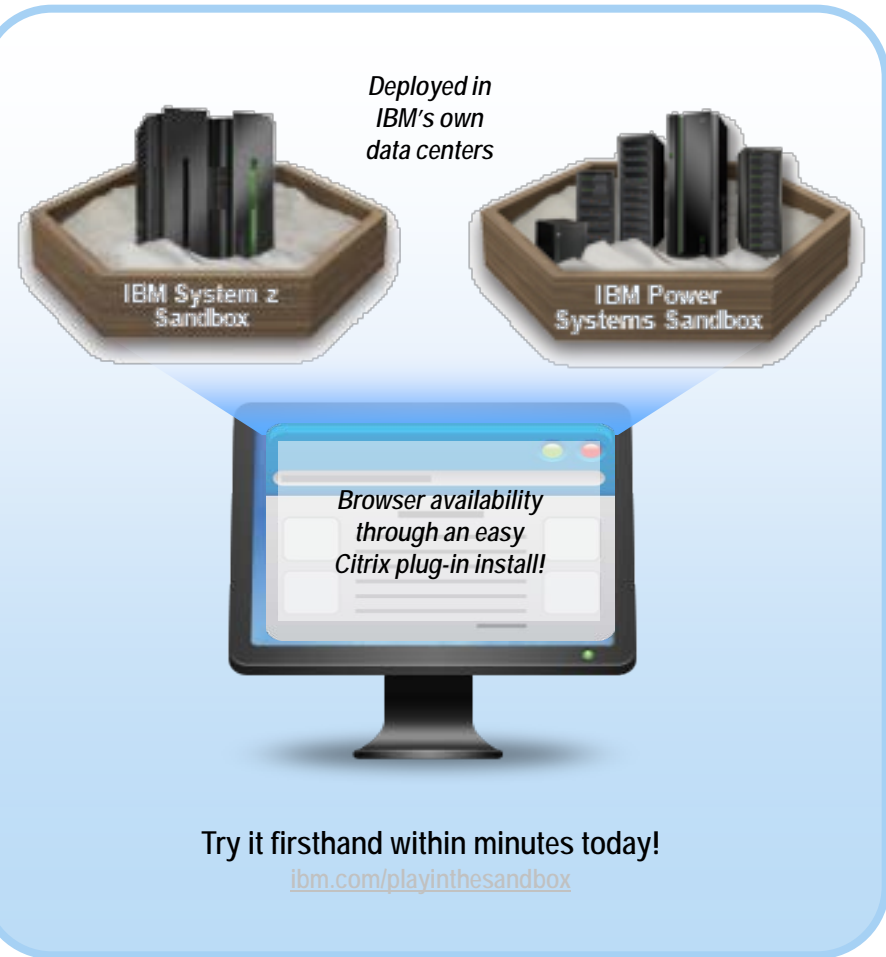 Deployed in
IBM's own
data centers
IBM System z
Sandbox
IBM Power
Systems Sandbox
Browser availability
through an easy
Citrix plug-in install!
Try it firsthand within minutes today!
ibm.com/playinthesandbox